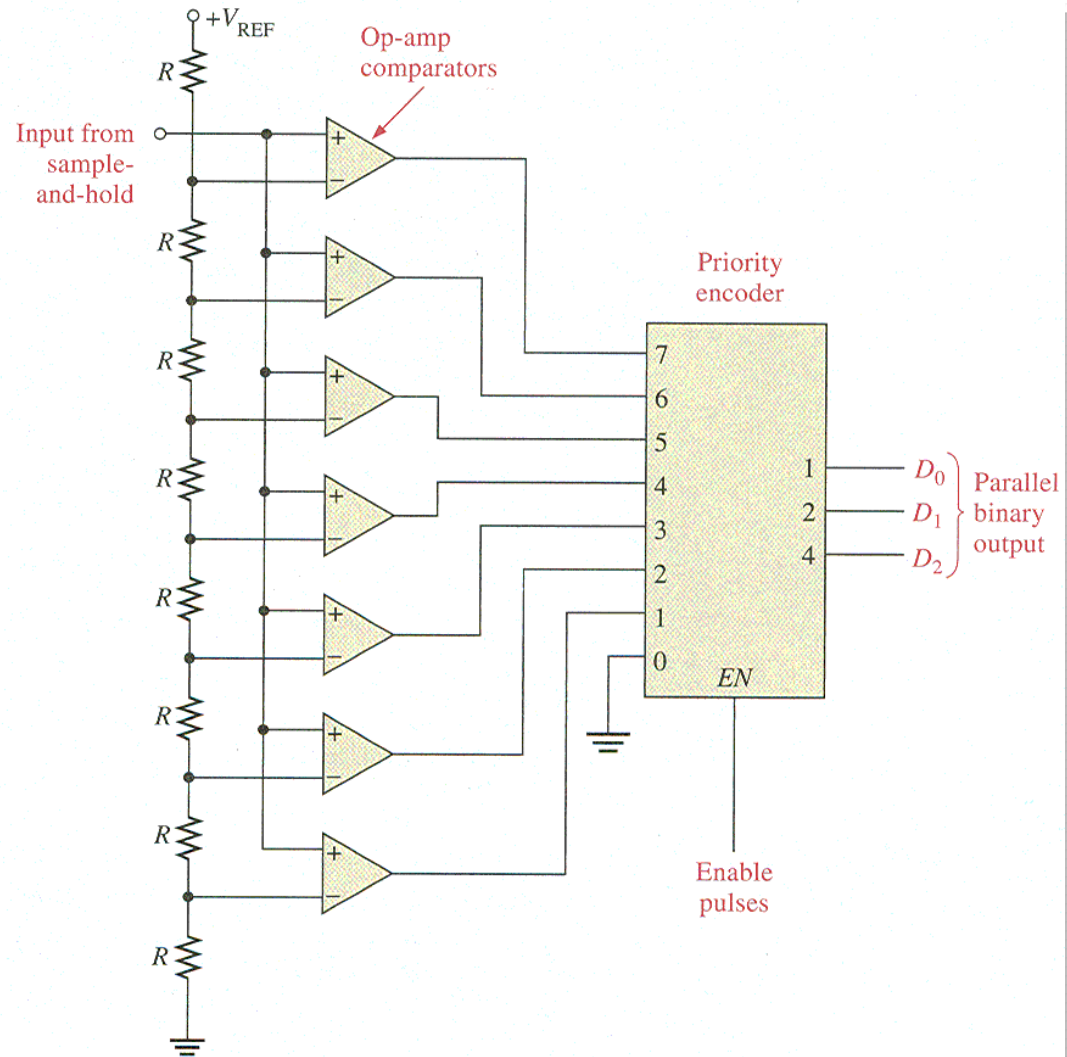 +V_REF
Op-amp
comparators
R
Input from
sample-
and-hold
+
−
R
+
−
R
+
−
R
+
−
R
+
−
R
+
−
R
+
−
R
Priority
encoder
7
6
5
4
3
2
1
0
EN
1
2
4
D0
D1
D2
Parallel
binary
output
Enable
pulses